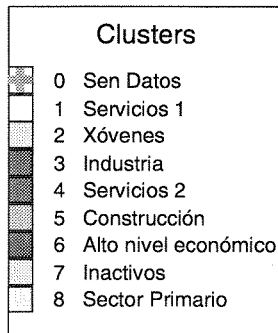 Clusters
0 Sen Datos
1 Servicios 1
2 Xóvenes
3 Industria
4 Servicios 2
5 Construcción
6 Alto nivel económico
7 Inactivos
8 Sector Primario